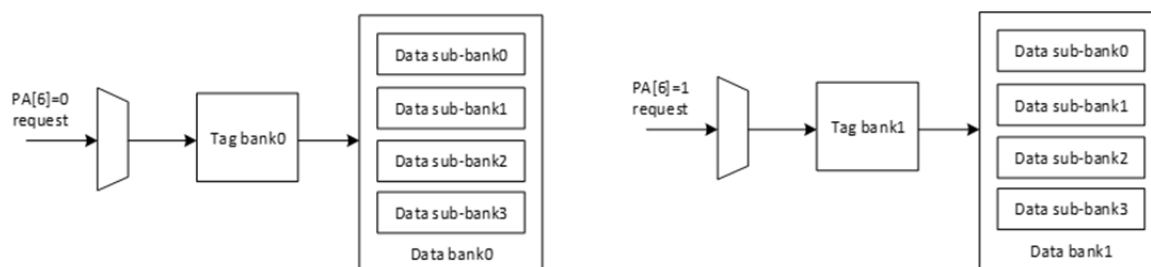 PA[6]=0
request
Tag bank0
Data sub-bank0
Data sub-bank1
Data sub-bank2
Data sub-bank3
Data bank0
PA[6]=1
request
Tag bank1
Data sub-bank0
Data sub-bank1
Data sub-bank2
Data sub-bank3
Data bank1